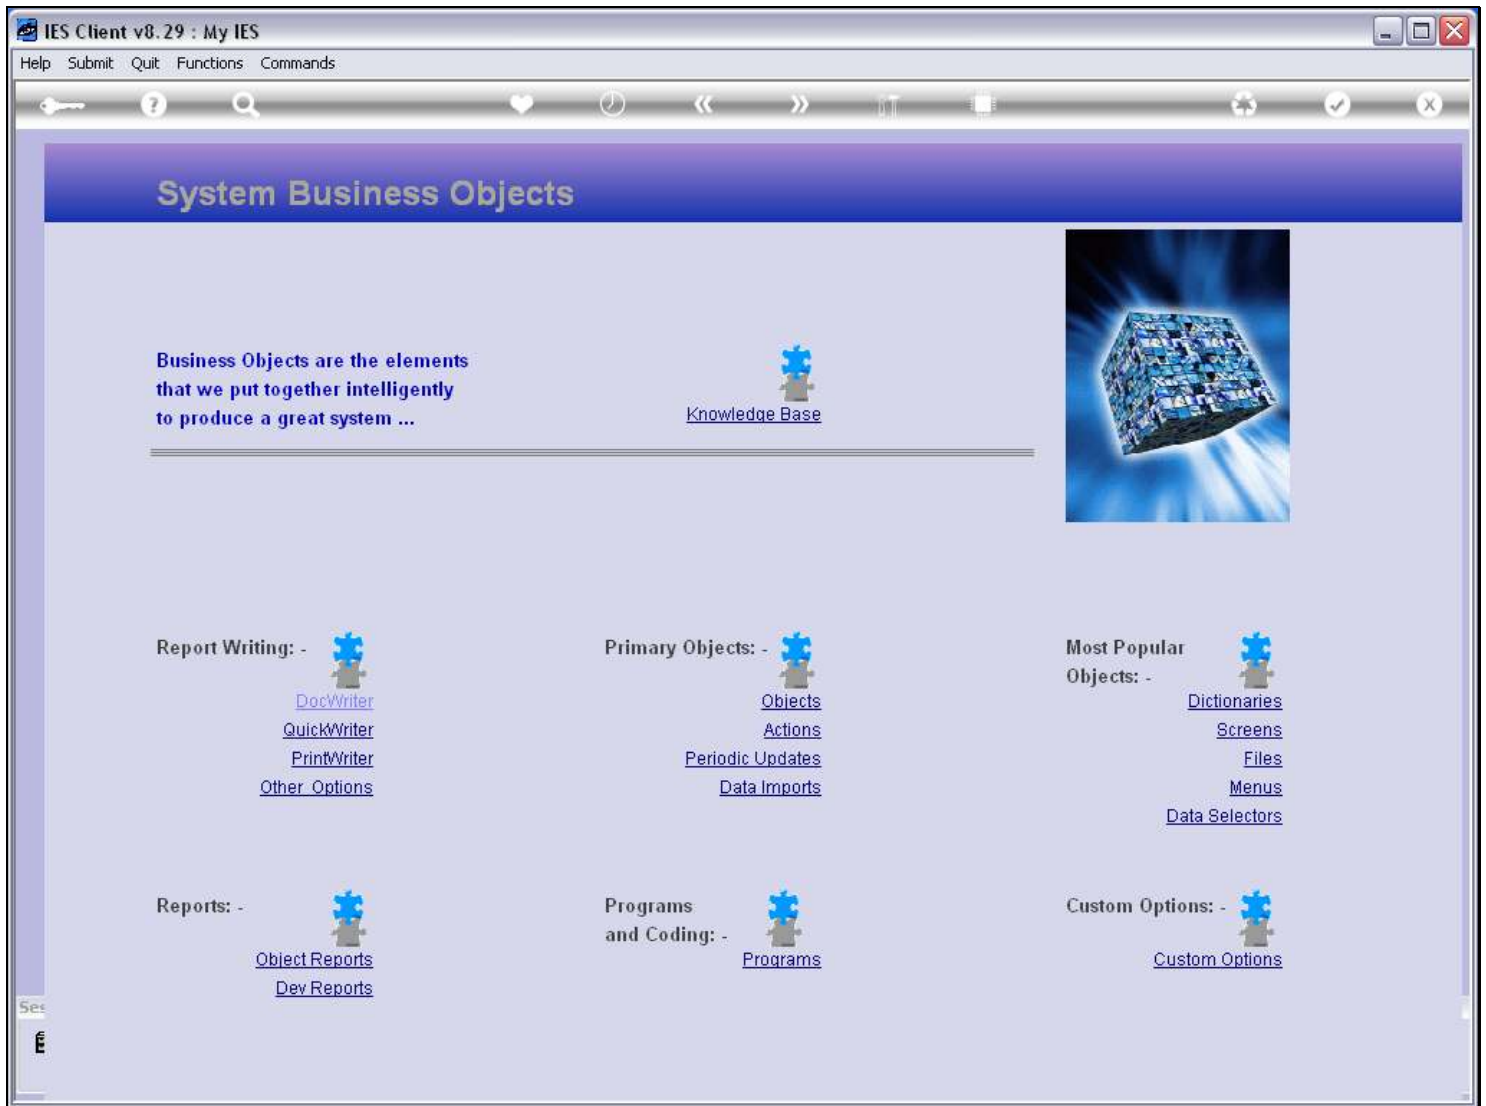 IES Client v8.29 : My IES
Help Submit Quit Functions Commands
System Business Objects
Business Objects are the elements
that we put together intelligently
to produce a great system ...
Knowledge Base
Report Writing: -
DocWriter
QuickWriter
PrintWriter
Other Options
Primary Objects: -
Objects
Actions
Periodic Updates
Data Imports
Most Popular
Objects: -
Dictionaries
Screens
Files
Menus
Data Selectors
Reports: -
Object Reports
Dev Reports
Programs
and Coding: -
Programs
Custom Options: -
Custom Options